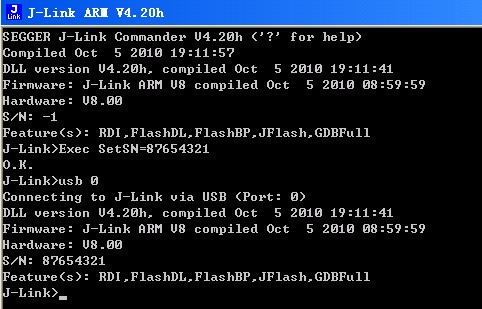 J-Link ARM V4.20h
SEGGER J-Link Commander V4.20h ('?' for help)
Compiled Oct  5 2010 19:11:57
DLL version V4.20h, compiled Oct  5 2010 19:11:41
Firmware: J-Link ARM V8 compiled Oct  5 2010 08:59:59
Hardware: V8.00
S/N: -1
Feature(s): RDI,FlashDL,FlashBP,JFlash,GDBFull
J-Link>Exec SetSN=87654321
O.K.
J-Link>usb 0
Connecting to J-Link via USB (Port: 0)
DLL version V4.20h, compiled Oct  5 2010 19:11:41
Firmware: J-Link ARM V8 compiled Oct  5 2010 08:59:59
Hardware: V8.00
S/N: 87654321
Feature(s): RDI,FlashDL,FlashBP,JFlash,GDBFull
J-Link>_